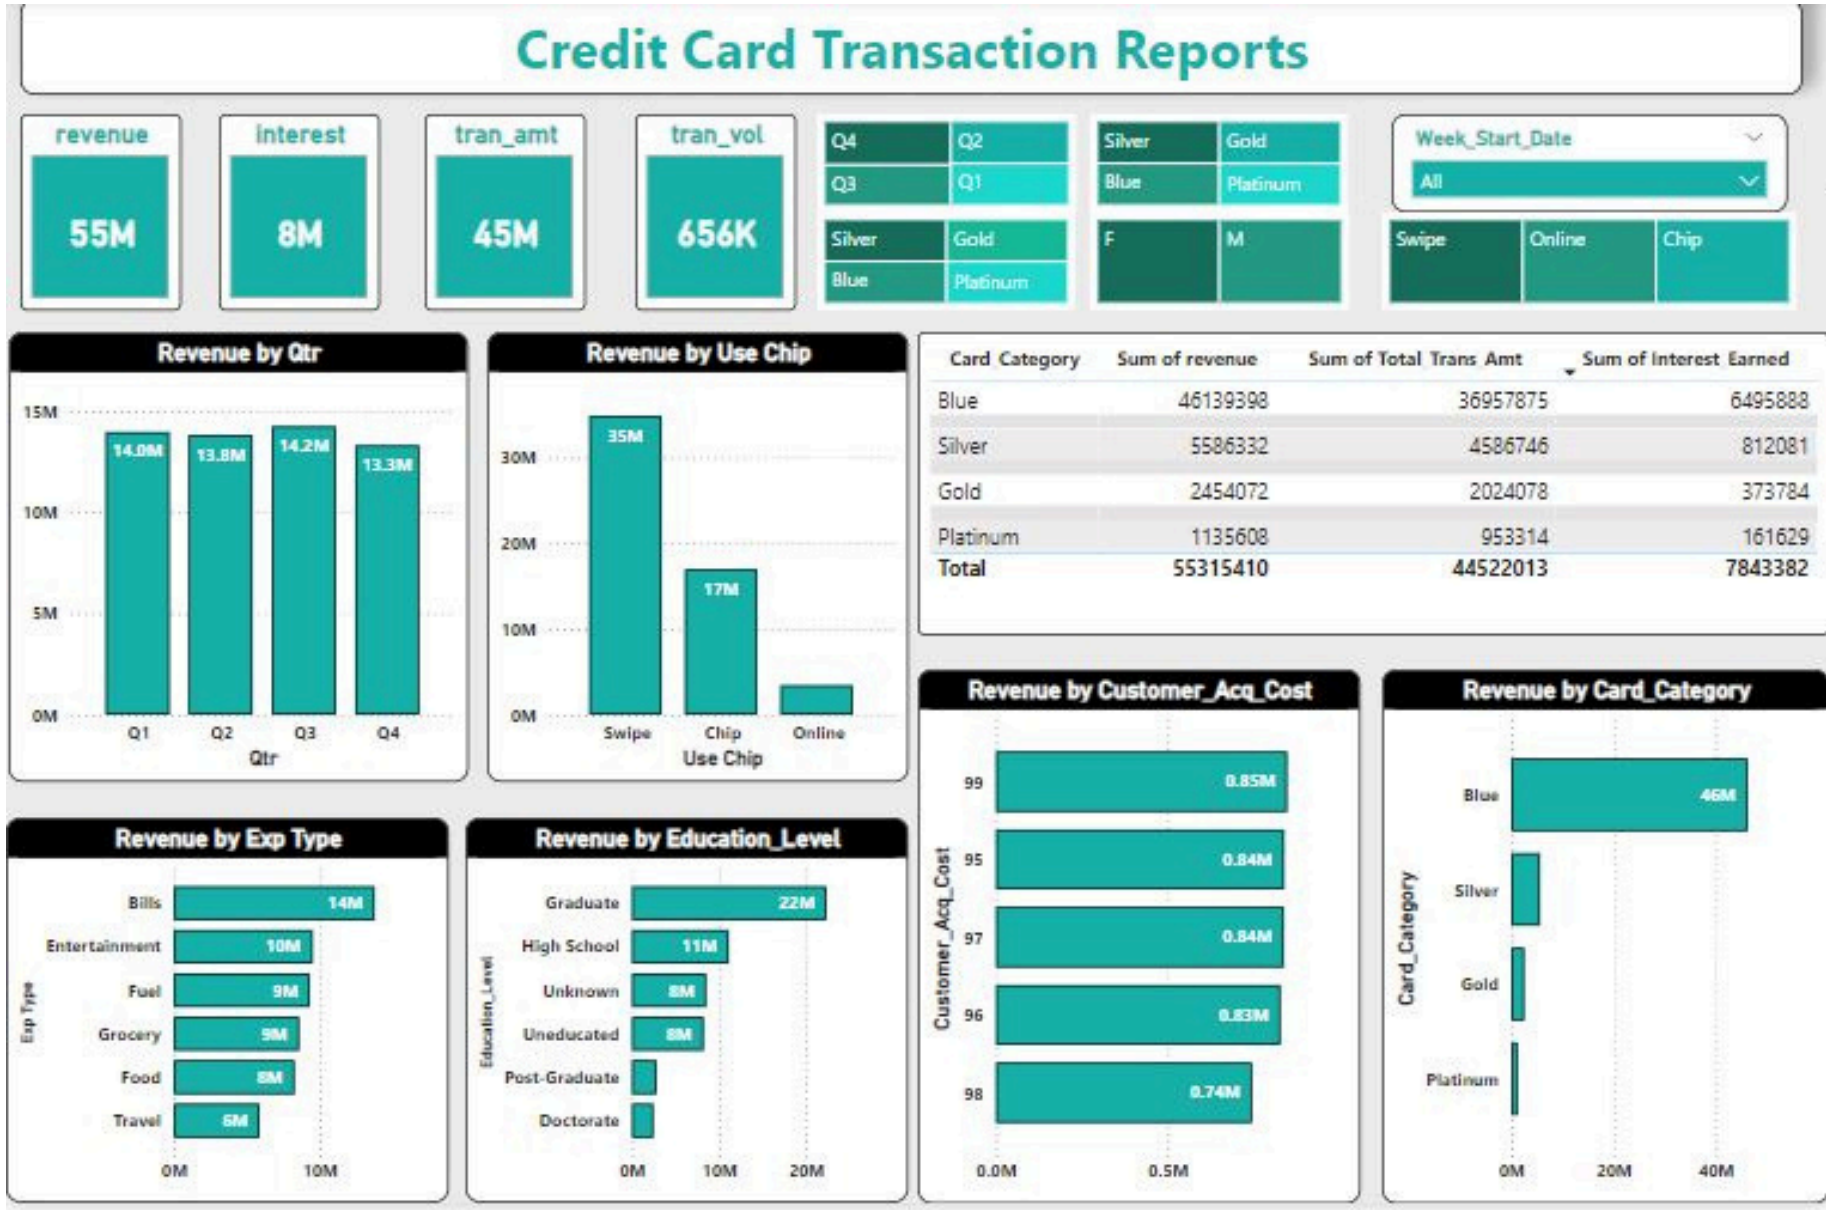 Credit Card Transaction Reports
revenue
55M
interest
8M
tran_amt
45M
tran_vol
656K
Q4 Q2
Q3 Q1
Silver Gold
Blue Platinum
Silver Gold
Blue Platinum
F M
Week_Start_Date
All
Swipe Online Chip
Revenue by Qtr
15M
10M
5M
0M
14.0M 13.8M 14.2M 13.3M
Q1 Q2 Q3 Q4
Qtr
Revenue by Use Chip
30M
20M
10M
0M
35M
17M
Swipe Chip Online
Use Chip
Card_Category Sum of revenue Sum of Total_Trans_Amt Sum of Interest_Earned
Blue 46139398 36957875 6495888
Silver 5586332 4586746 812081
Gold 2454072 2024078 373784
Platinum 1135608 953314 161629
Total 55315410 44522013 7843382
Revenue by Exp Type
Exp Type
Bills 14M
Entertainment 10M
Fuel 9M
Grocery 9M
Food 8M
Travel 6M
0M 10M
Revenue by Education_Level
Education_Level
Graduate 22M
High School 11M
Unknown 8M
Uneducated 8M
Post-Graduate
Doctorate
0M 10M 20M
Revenue by Customer_Acq_Cost
Customer_Acq_Cost
99 0.85M
95 0.84M
97 0.84M
96 0.83M
98 0.74M
0.0M 0.5M
Revenue by Card_Category
Card_Category
Blue 46M
Silver
Gold
Platinum
0M 20M 40M